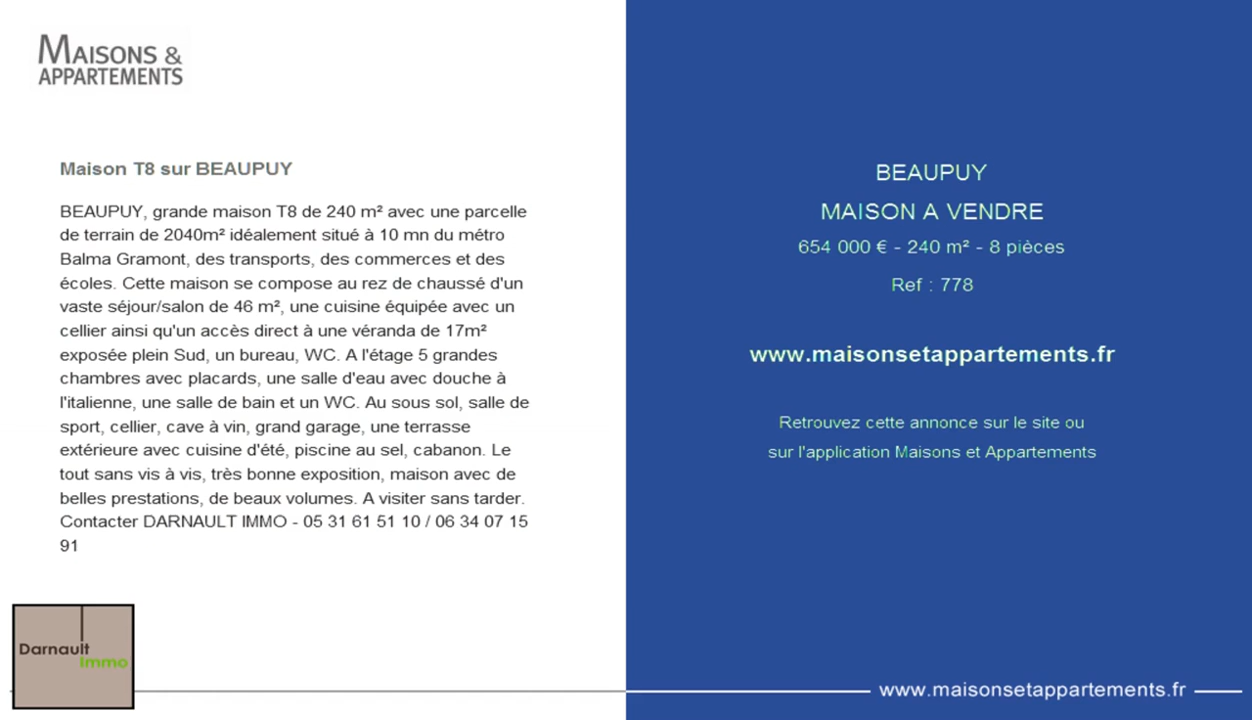 MAISONS &
APPARTEMENTS
Maison T8 sur BEAUPUY
BEAUPUY, grande maison T8 de 240 m² avec une parcelle
de terrain de 2040m² idéalement situé à 10 mn du métro
Balma Gramont, des transports, des commerces et des
écoles. Cette maison se compose au rez de chaussé d'un
vaste séjour/salon de 46 m², une cuisine équipée avec un
cellier ainsi qu'un accès direct à une véranda de 17m²
exposée plein Sud, un bureau, WC. A l'étage 5 grandes
chambres avec placards, une salle d'eau avec douche à
l'italienne, une salle de bain et un WC. Au sous sol, salle de
sport, cellier, cave à vin, grand garage, une terrasse
extérieure avec cuisine d'été, piscine au sel, cabanon. Le
tout sans vis à vis, très bonne exposition, maison avec de
belles prestations, de beaux volumes. A visiter sans tarder.
Contacter DARNAULT IMMO - 05 31 61 51 10 / 06 34 07 15
91
Darnault
Immo
BEAUPUY
MAISON A VENDRE
654 000 € - 240 m² - 8 pièces
Ref : 778
www.maisonsetappartements.fr
Retrouvez cette annonce sur le site ou
sur l'application Maisons et Appartements
www.maisonsetappartements.fr